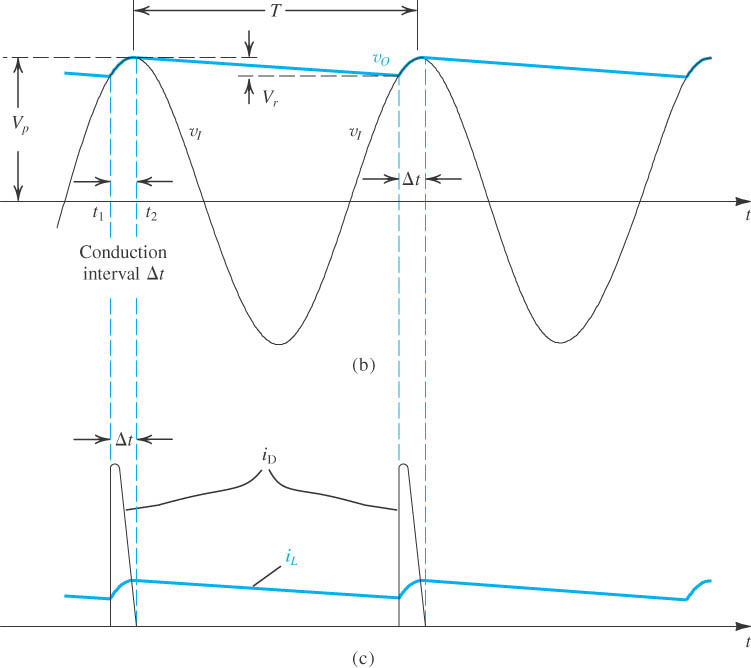 T
v_O
V_r
V_p
v_I
v_I
Δt
t_1
t_2
t
Conduction
interval Δt
(b)
Δt
i_D
i_L
t
(c)